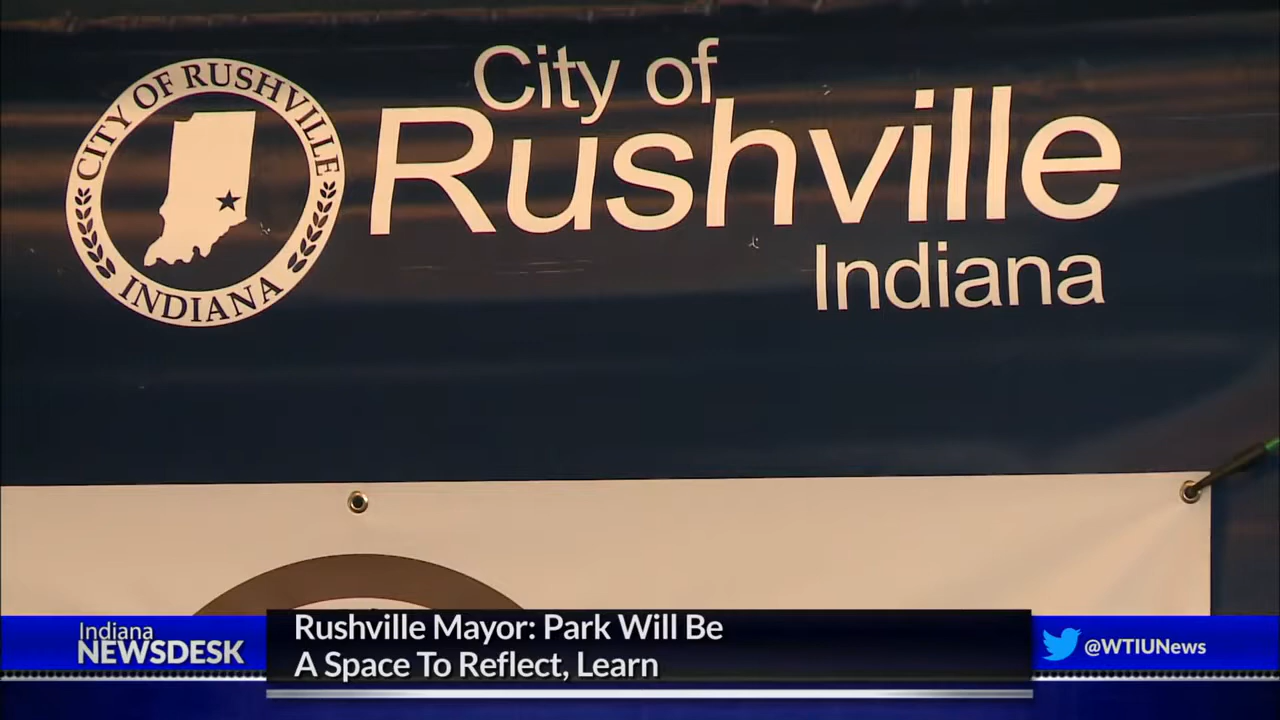 CITY OF RUSHVILLE
INDIANA
City of
Rushville
Indiana
Indiana
NEWSDESK
Rushville Mayor: Park Will Be
A Space To Reflect, Learn
@WTIUNews